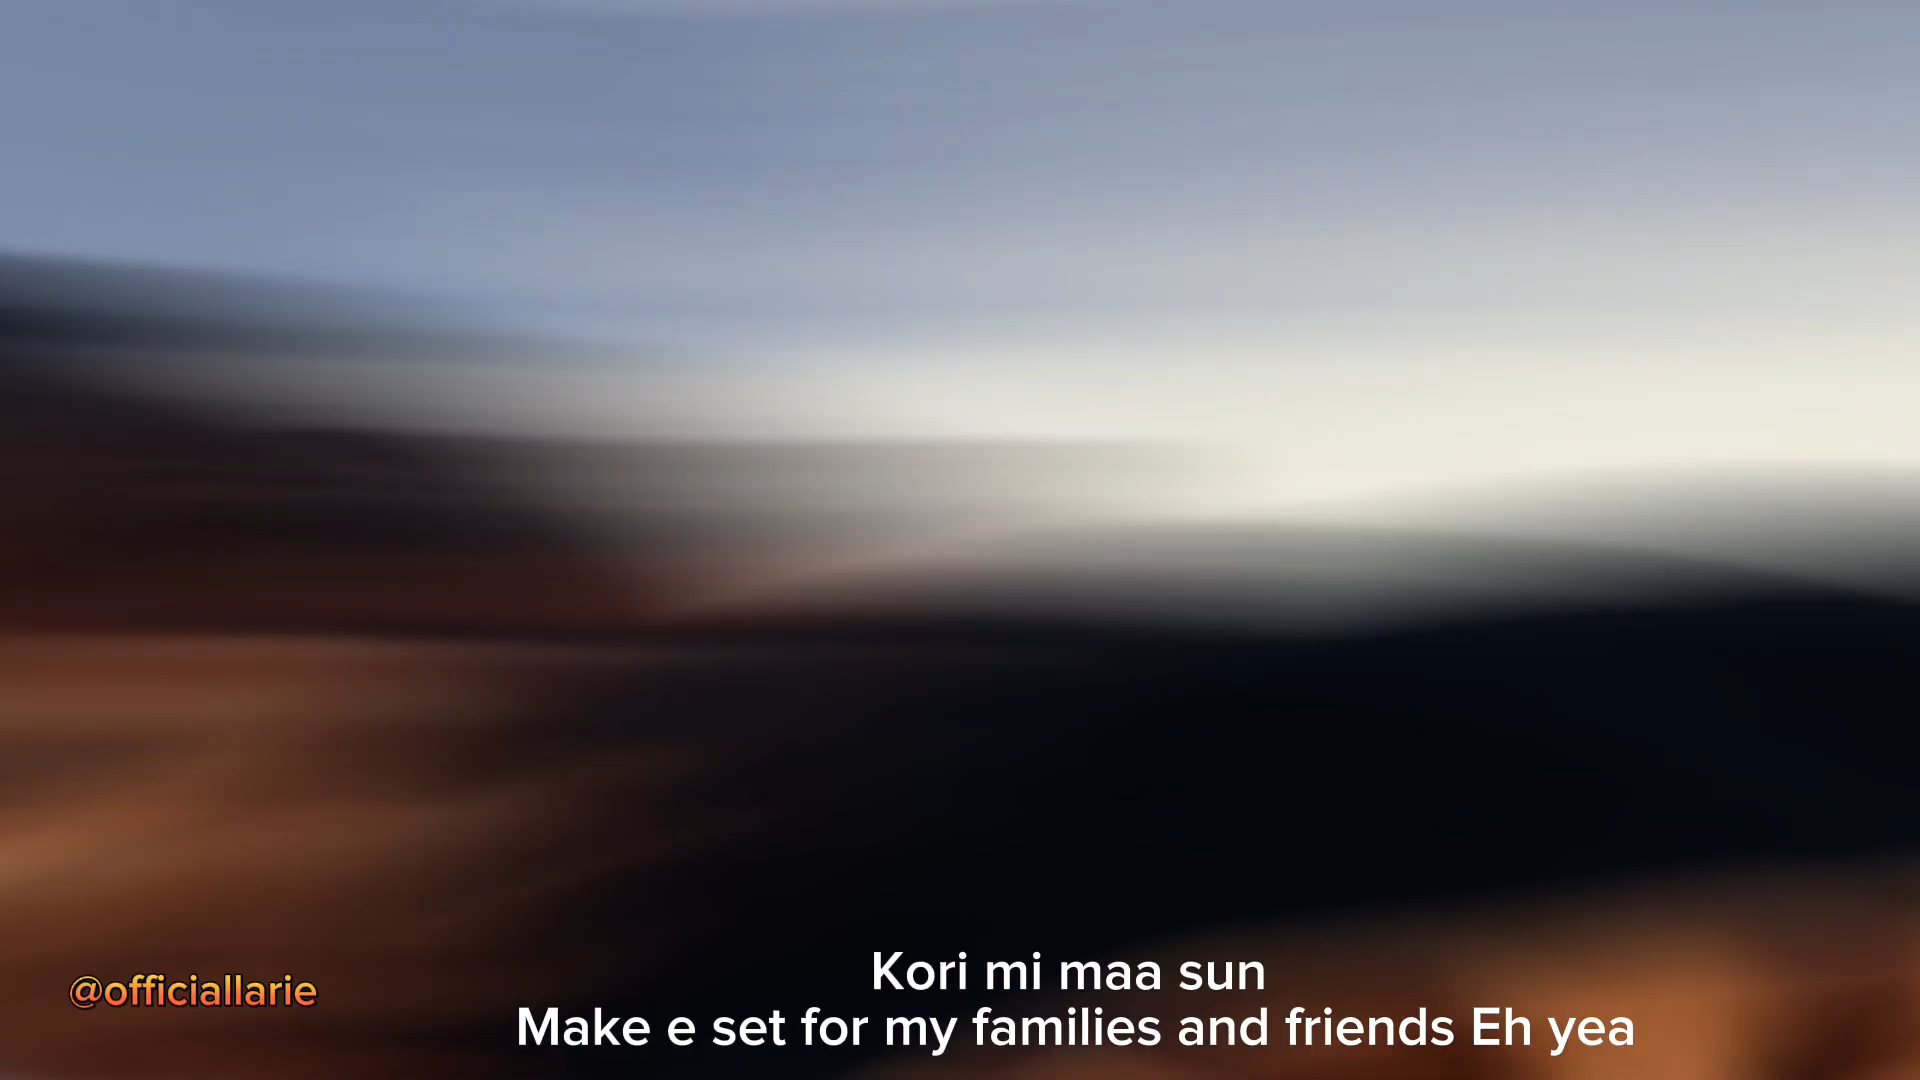 Kori mi maa sun
Make e set for my families and friends Eh yea
@officiallarie